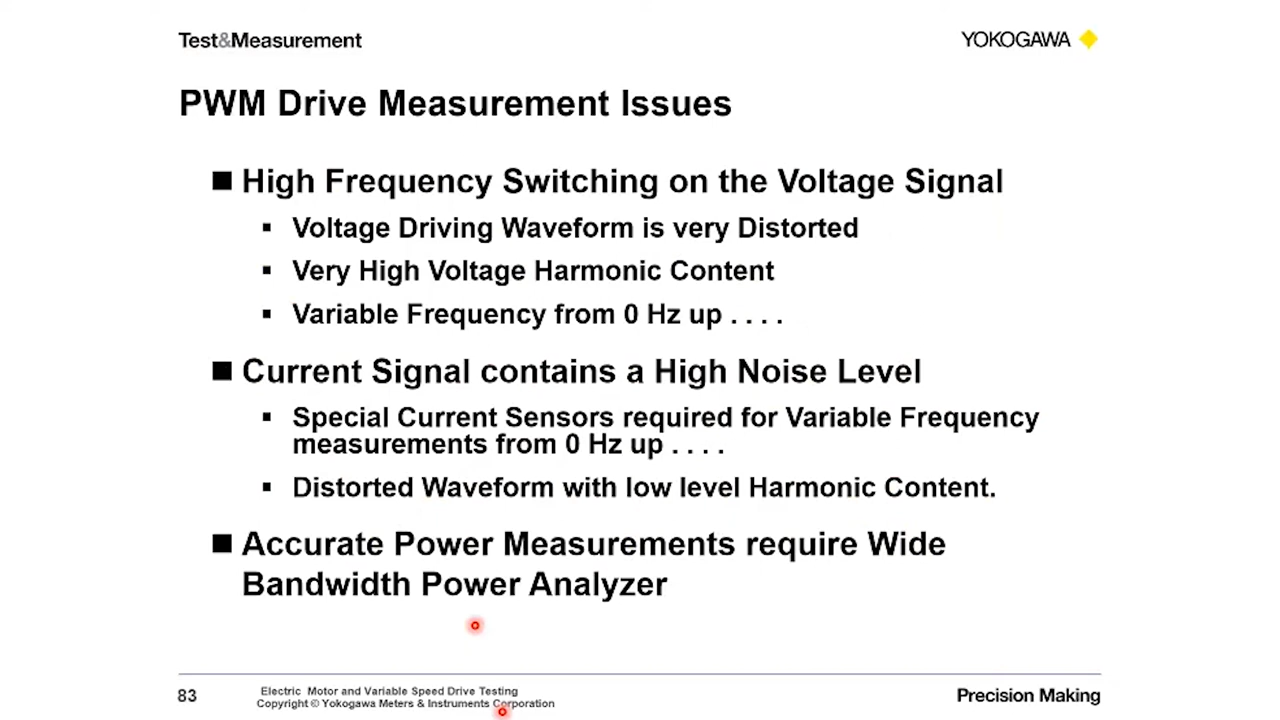 Test&Measurement
YOKOGAWA
PWM Drive Measurement Issues
■ High Frequency Switching on the Voltage Signal
▪ Voltage Driving Waveform is very Distorted
▪ Very High Voltage Harmonic Content
▪ Variable Frequency from 0 Hz up . . . .
■ Current Signal contains a High Noise Level
▪ Special Current Sensors required for Variable Frequency
measurements from 0 Hz up . . . .
▪ Distorted Waveform with low level Harmonic Content.
■ Accurate Power Measurements require Wide
Bandwidth Power Analyzer
83
Electric Motor and Variable Speed Drive Testing
Copyright © Yokogawa Meters & Instruments Corporation
Precision Making